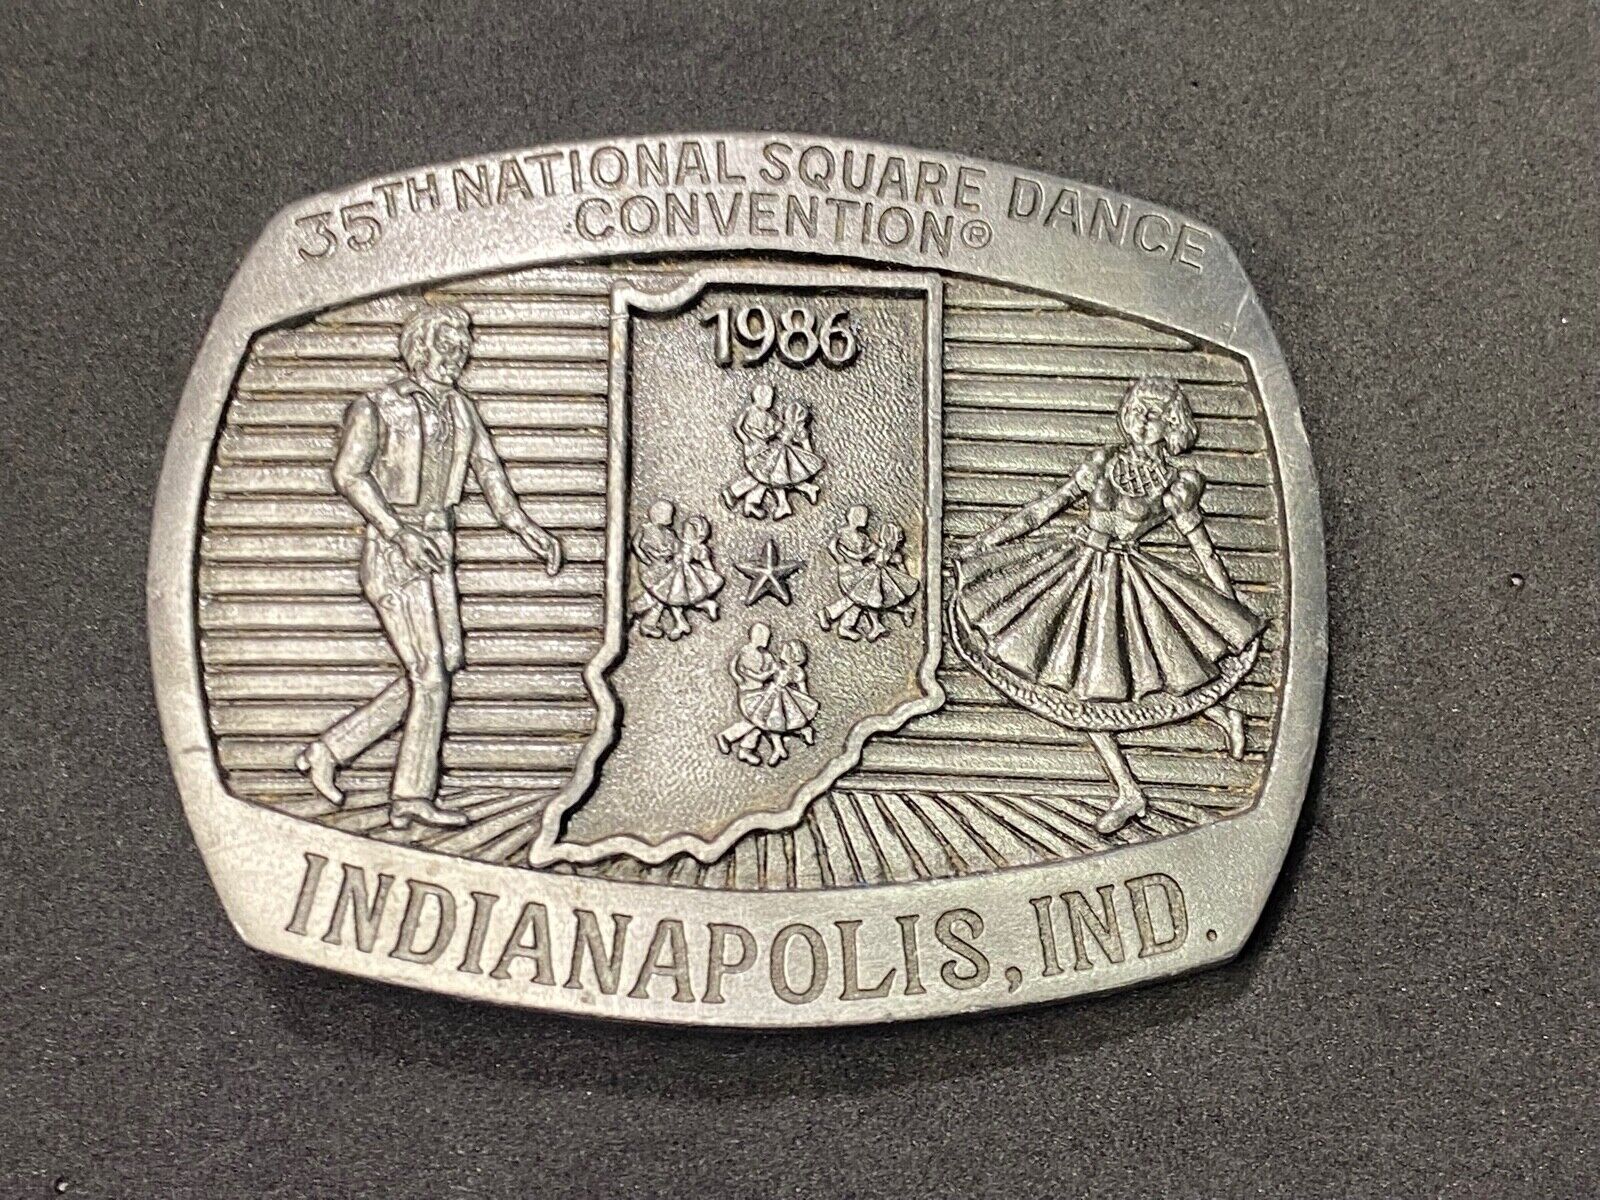 35TH NATIONAL SQUARE DANCE
CONVENTION®
1986
INDIANAPOLIS, IND.